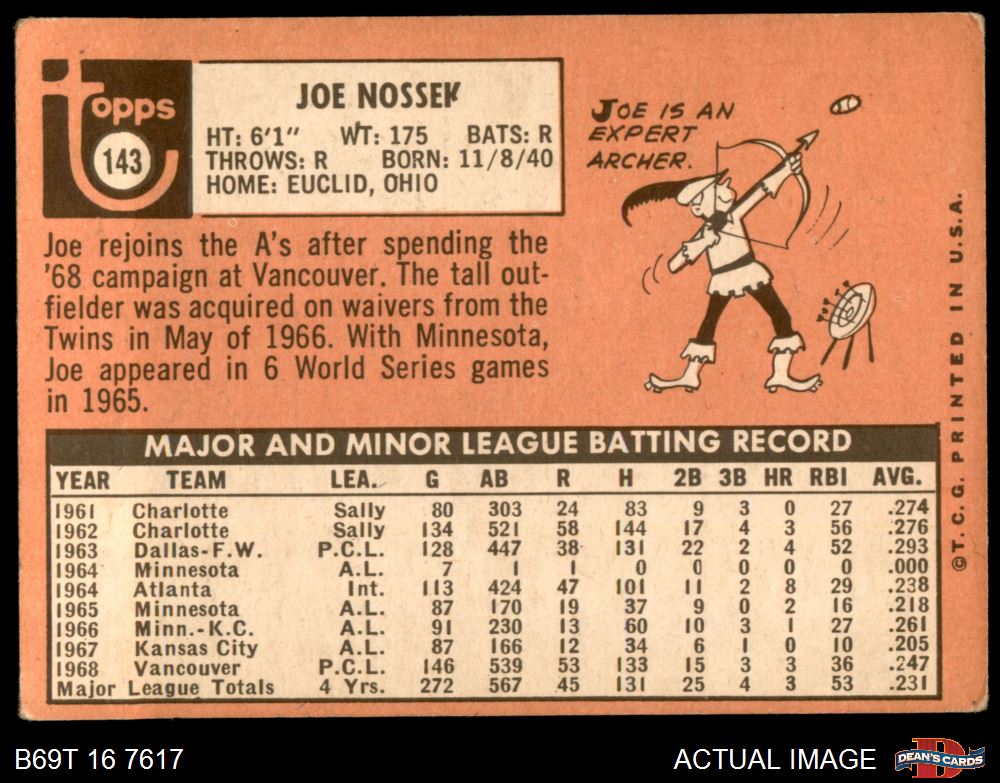 topps
143
JOE NOSSEK
HT: 6'1" WT: 175 BATS: R
THROWS: R BORN: 11/8/40
HOME: EUCLID, OHIO
JOE IS AN
EXPERT
ARCHER.
Joe rejoins the A's after spending the
'68 campaign at Vancouver. The tall out-
fielder was acquired on waivers from the
Twins in May of 1966. With Minnesota,
Joe appeared in 6 World Series games
in 1965.
MAJOR AND MINOR LEAGUE BATTING RECORD
YEAR TEAM LEA. G AB R H 2B 3B HR RBI AVG.
1961 Charlotte Sally 80 303 24 83 9 3 0 27 .274
1962 Charlotte Sally 134 521 58 144 17 4 3 56 .276
1963 Dallas-F.W. P.C.L. 128 447 38 131 22 2 4 52 .293
1964 Minnesota A.L. 7 1 1 0 0 0 0 0 .000
1964 Atlanta Int. 113 424 47 101 11 2 8 29 .238
1965 Minnesota A.L. 87 170 19 37 9 0 2 16 .218
1966 Minn.-K.C. A.L. 91 230 13 60 10 3 1 27 .261
1967 Kansas City A.L. 87 166 12 34 6 1 0 10 .205
1968 Vancouver P.C.L. 146 539 53 133 15 3 3 36 .247
Major League Totals 4 Yrs. 272 567 45 131 25 4 3 53 .231
©T. C. G. PRINTED IN U.S.A.
B69T 16 7617
ACTUAL IMAGE
D
DEAN'S CARDS